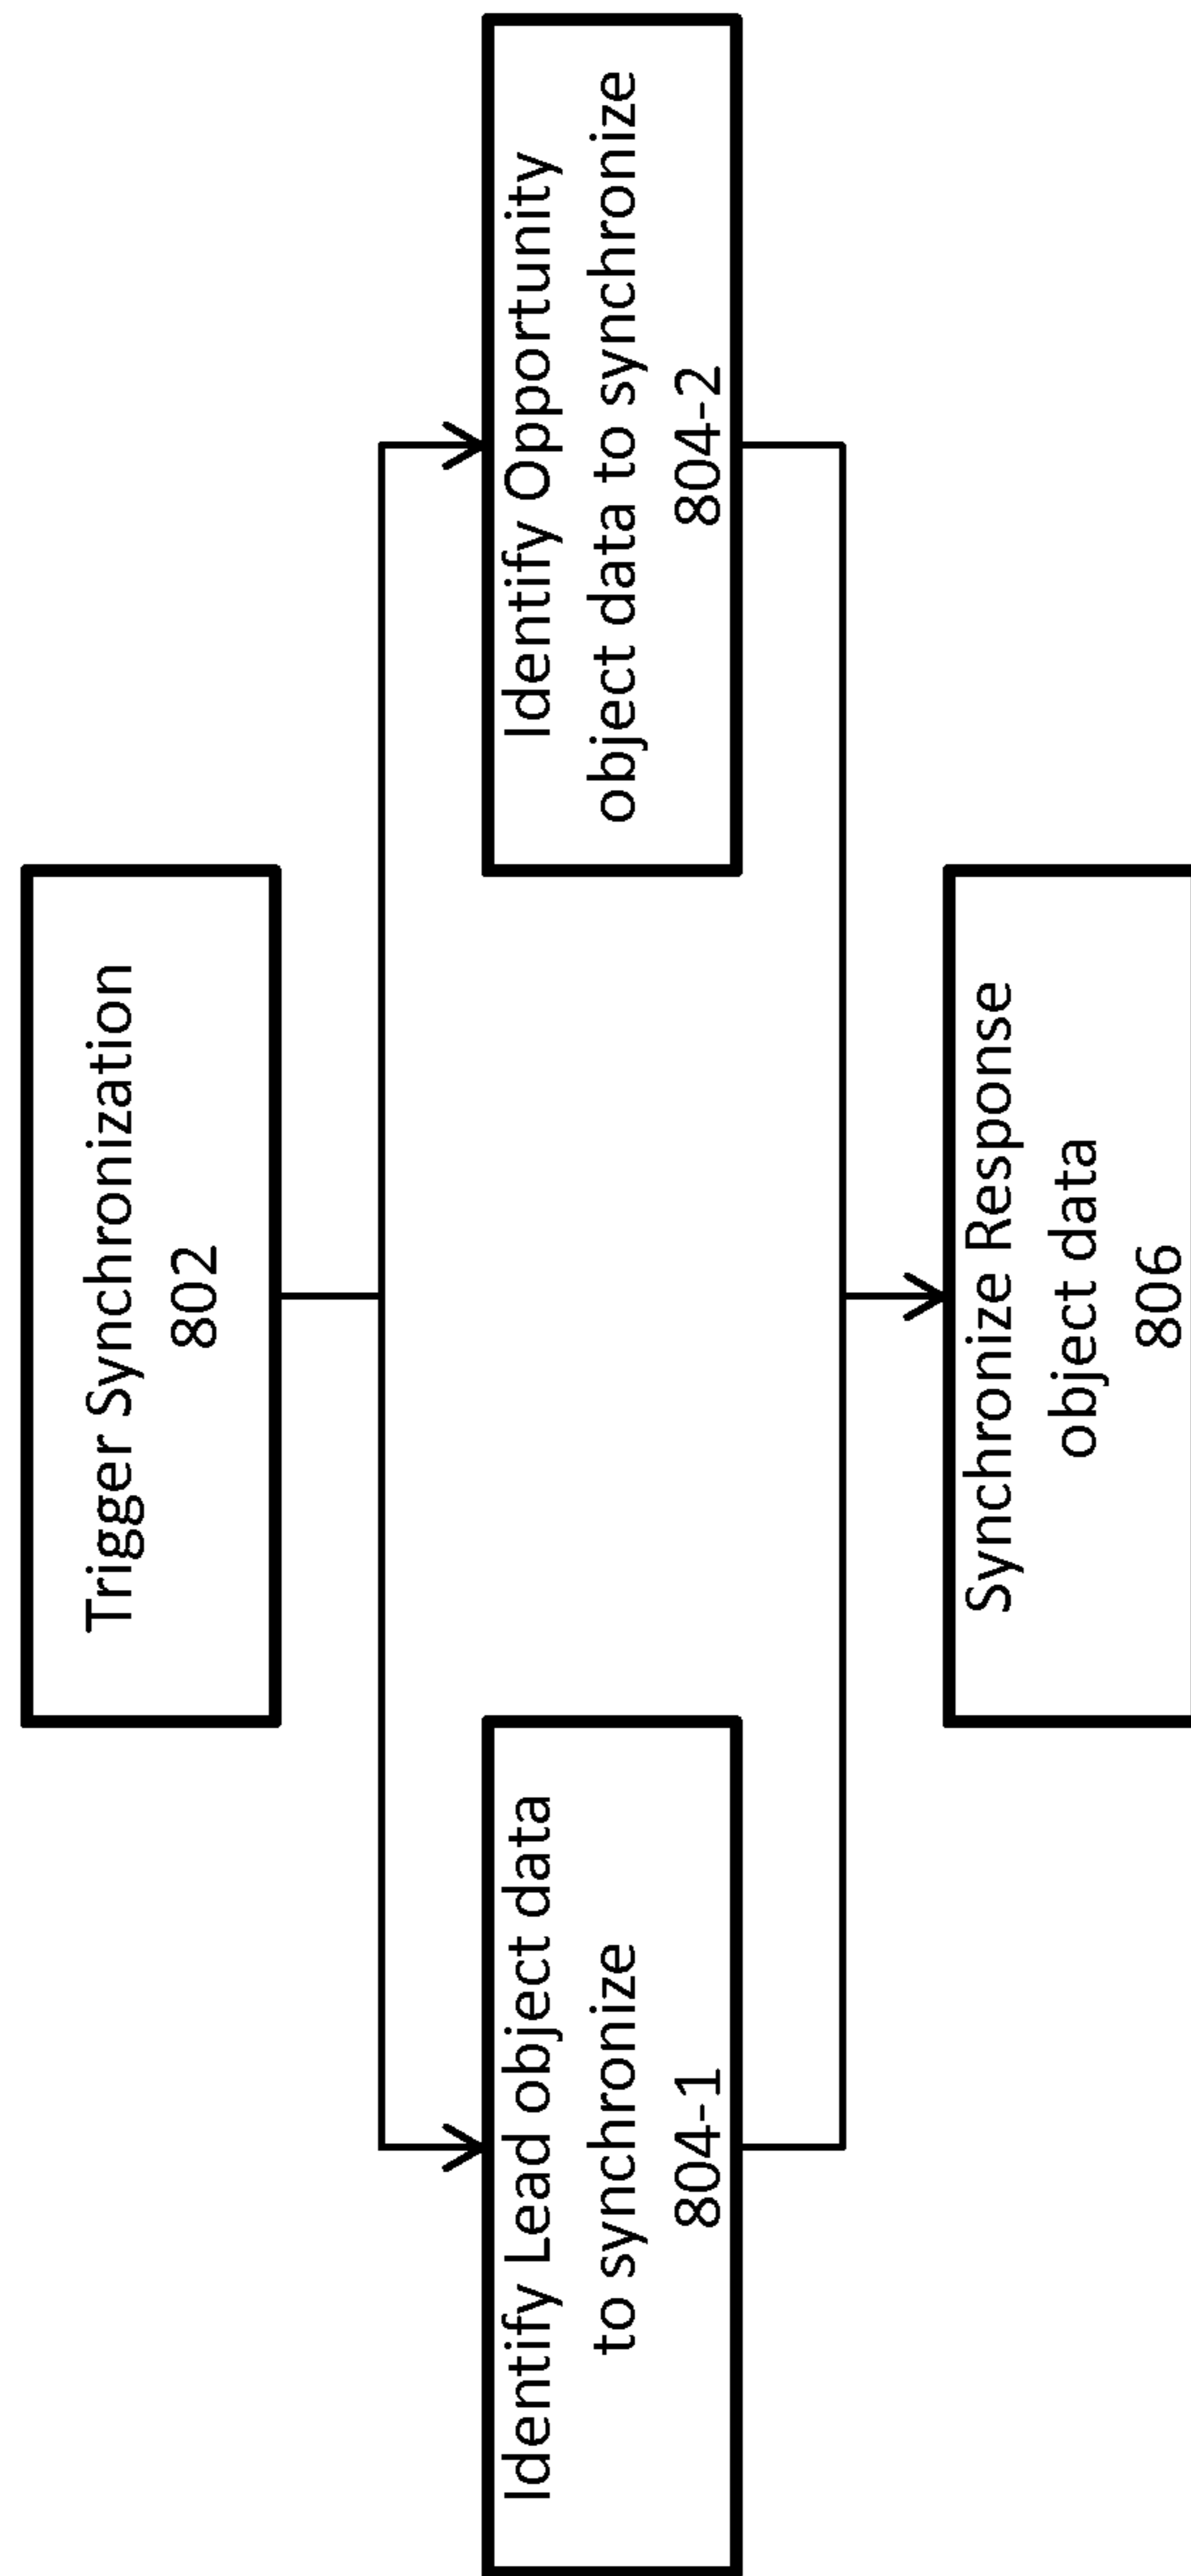 Trigger Synchronization
802
Identify Lead object data
to synchronize
804-1
Identify Opportunity
object data to synchronize
804-2
Synchronize Response
object data
806